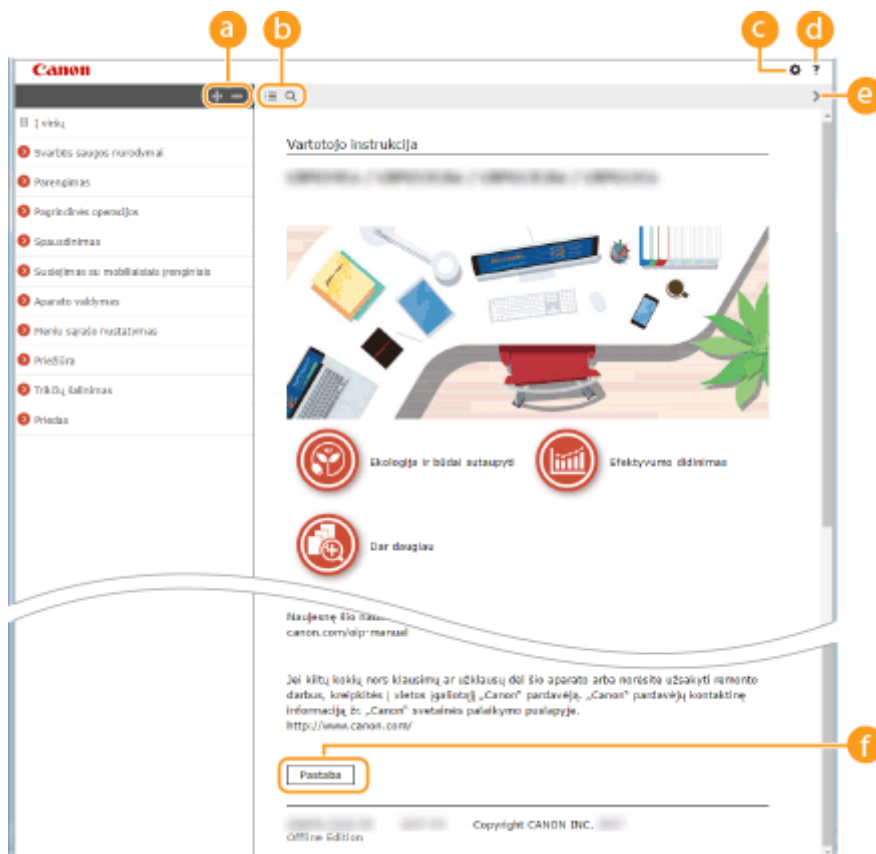 a b c d
Canon
?
e
Į viršų
Svarbūs saugos nurodymai
Parengimas
Pagrindinės operacijos
Spausdinimas
Susiejimas su mobiliaisiais įrenginiais
Aparato valdymas
Meniu sąrašo nustatymas
Priežiūra
Trikčių šalinimas
Priedas
Vartotojo instrukcija
Ekologija ir būdai sutaupyti
Efektyvumo didinimas
Dar daugiau
Naujesnę šio
canon.com/oip-manual
Jei kiltų kokių nors klausimų ar užklausų dėl šio aparato arba norėsite užsakyti remonto
darbus, kreipkitės į vietos įgaliotąjį „Canon“ pardavėją. „Canon“ pardavėjų kontaktinę
informaciją žr. „Canon“ svetainės palaikymo puslapyje.
http://www.canon.com/
f
Pastaba
Copyright CANON INC.
Offline Edition